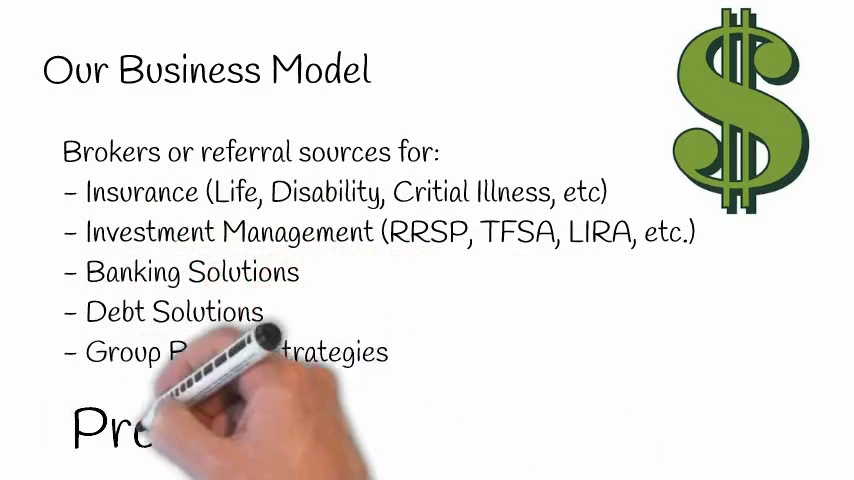 Our Business Model
Brokers or referral sources for:
- Insurance (Life, Disability, Critial Illness, etc)
- Investment Management (RRSP, TFSA, LIRA, etc.)
- Banking Solutions
- Debt Solutions
- Group